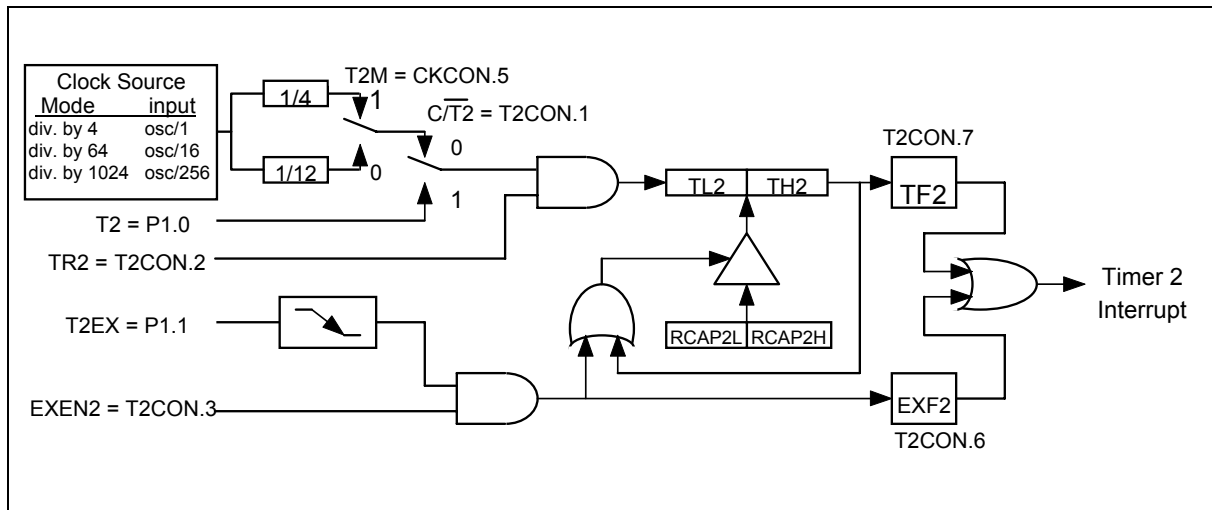 Clock Source
Mode input
div. by 4 osc/1
div. by 64 osc/16
div. by 1024 osc/256
1/4
1/12
T2M = CKCON.5
1
0
C/T2 = T2CON.1
0
1
T2 = P1.0
TR2 = T2CON.2
TL2 TH2
T2CON.7
TF2
Timer 2
Interrupt
T2EX = P1.1
RCAP2L RCAP2H
EXEN2 = T2CON.3
EXF2
T2CON.6